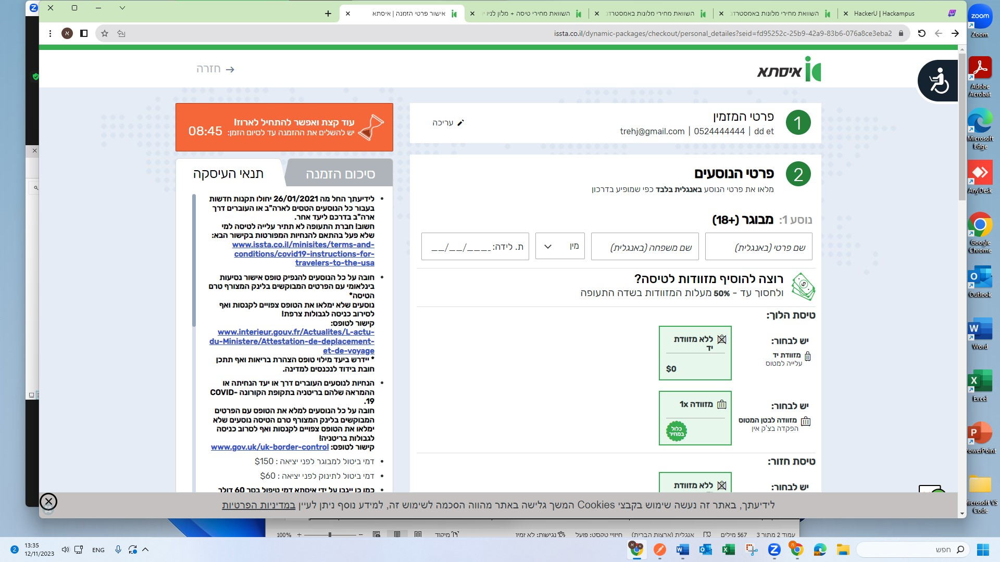 אישור פרטי הזמנה | איסתא
השוואת מחירי טיסה + מלון לניו י
השוואת מחירי מלונות באמסטרדנ
השוואת מחירי מלונות באמסטרדנ
HackerU | Hackampus
א
issta.co.il/dynamic-packages/checkout/personal_detailes?seid=fd95252c-25b9-42a9-83b6-076a8ce3eba2
איסתא
חזרה
1
פרטי המזמין
trehj@gmail.com | 0524444444 | dd et
עריכה
עוד קצת ואפשר להתחיל לארוז!
יש להשלים את ההזמנה עד לסיום הזמן: 08:45
2
פרטי הנוסעים
מלאו את פרטי הנוסע באנגלית בלבד כפי שמופיע בדרכון
נוסע 1: מבוגר (+18)
שם פרטי (באנגלית)
שם משפחה (באנגלית)
מין
ת. לידה: __/__/____
רוצה להוסיף מזוודות לטיסה?
ולחסוך עד - 50% מעלות המזוודות בשדה התעופה
טיסת הלוך:
יש לבחור:
מזוודת יד
עלייה למטוס
ללא מזוודת
יד
$0
יש לבחור:
מזוודה לבטן המטוס
הפקדה בצ'ק אין
מזוודה 1x
כלול
במחיר
טיסת חזור:
יש לבחור:
ללא מזוודת
סיכום הזמנה
תנאי העיסקה
• לידיעתך החל מה 26/01/2021 יחולו תקנות חדשות
בעבור כל הנוסעים הטסים לארה"ב או העוברים דרך
ארה"ב בדרכם ליעד אחר.
חשוב! חברת התעופה לא תתיר עלייה לטיסה למי
שלא פעל בהתאם להנחיות המפורטות בקישור הבא:
www.issta.co.il/minisites/terms-and-
conditions/covid19-instructions-for-
travelers-to-the-usa
• חובה על כל הנוסעים להנפיק טופס אישור נסיעות
בינלאומי עם הפרטים המבוקשים בלינק המצורף טרם
הטיסה*
נוסעים שלא ימלאו את הטופס צפויים לקנסות ואף
לסירוב כניסה לגבולות צרפת!
קישור לטופס:
www.interieur.gouv.fr/Actualites/L-actu-
du-Ministere/Attestation-de-deplacement-
et-de-voyage
* יידרש ביעד מילוי טופס הצהרת בריאות ואף תתכן
חובת בידוד לנכנסים למדינה.
• הנחיות לנוסעים העוברים דרך או יעד הנחיתה או
ההמראה שלהם בריטניה בתקופת הקורונה COVID-
19.
חובה על כל הנוסעים למלא את הטופס עם הפרטים
המבוקשים בלינק המצורף טרם הטיסה נוסעים שלא
ימלאו את הטופס צפויים לקנסות ואף לסרוב כניסה
לגבולות בריטניה!
קישור לטופס: www.gov.uk/uk-border-control
• דמי ביטול למבוגר לפני יציאה : $150
• דמי ביטול לתינוק לפני יציאה : $60
• כמו כן ייגבו על ידי איסתא דמי טיפול בסך 60 דולר
לידיעתך, באתר זה נעשה שימוש בקבצי Cookies המשך גלישה באתר מהווה הסכמה לשימוש זה, למידע נוסף ניתן לעיין במדיניות הפרטיות
zoom
Zoom
Adobe
Acrobat
Microsoft
Edge
AnyDesk
Google
Chrome
Outlook
Word
Excel
PowerPoint
Microsoft VS
Code
עמוד 2 מתוך 3
567 מילים
אנגלית (ארצות הברית)
חיזויי טקסט: פועל
נגישות: לא זמין
מיקוד
100%
חפש
ENG
13:35
12/11/2023
2